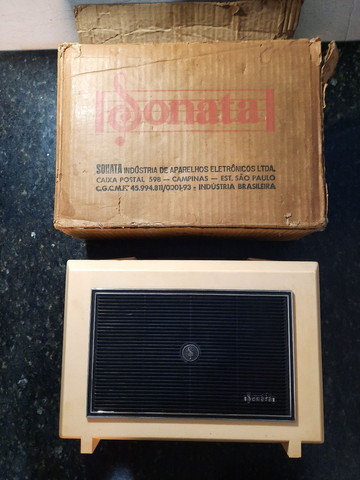 Sonata
SONATA INDÚSTRIA DE APARELHOS ELETRÔNICOS LTDA.
CAIXA POSTAL 598 — CAMPINAS — EST. SÃO PAULO
C.G.C.M.F. 45.994.811/0001-93 - INDÚSTRIA BRASILEIRA
Sonata